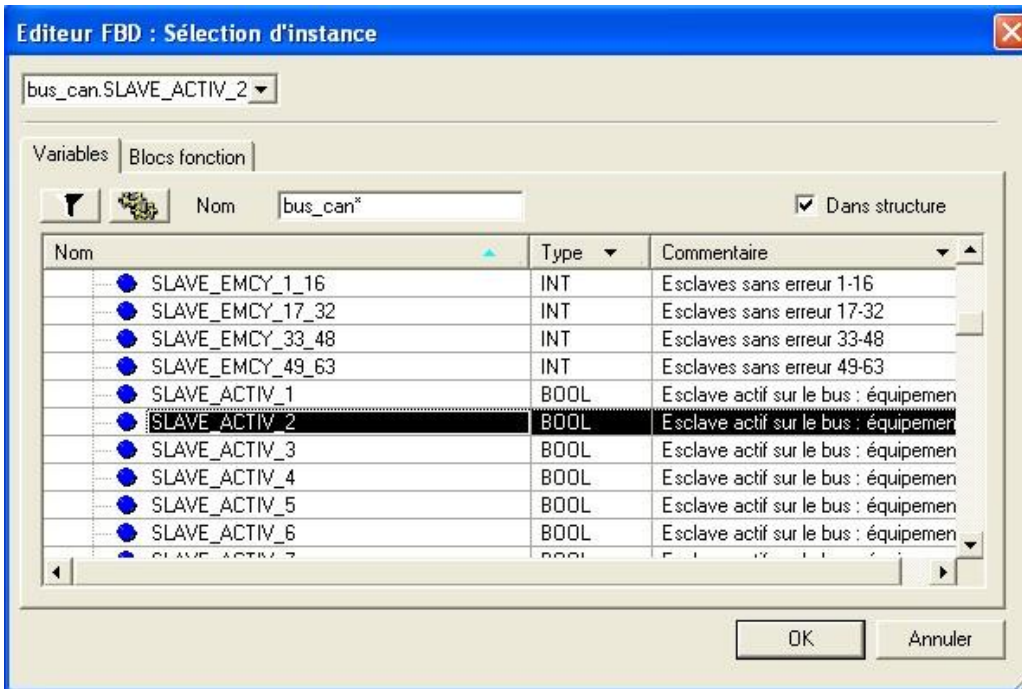 Editeur FBD : Sélection d'instance
bus_can.SLAVE_ACTIV_2
Variables Blocs fonction
Nom bus_can* Dans structure
Nom Type Commentaire
SLAVE_EMCY_1_16 INT Esclaves sans erreur 1-16
SLAVE_EMCY_17_32 INT Esclaves sans erreur 17-32
SLAVE_EMCY_33_48 INT Esclaves sans erreur 33-48
SLAVE_EMCY_49_63 INT Esclaves sans erreur 49-63
SLAVE_ACTIV_1 BOOL Esclave actif sur le bus : équipemen
SLAVE_ACTIV_2 BOOL Esclave actif sur le bus : équipemen
SLAVE_ACTIV_3 BOOL Esclave actif sur le bus : équipemen
SLAVE_ACTIV_4 BOOL Esclave actif sur le bus : équipemen
SLAVE_ACTIV_5 BOOL Esclave actif sur le bus : équipemen
SLAVE_ACTIV_6 BOOL Esclave actif sur le bus : équipemen
OK Annuler